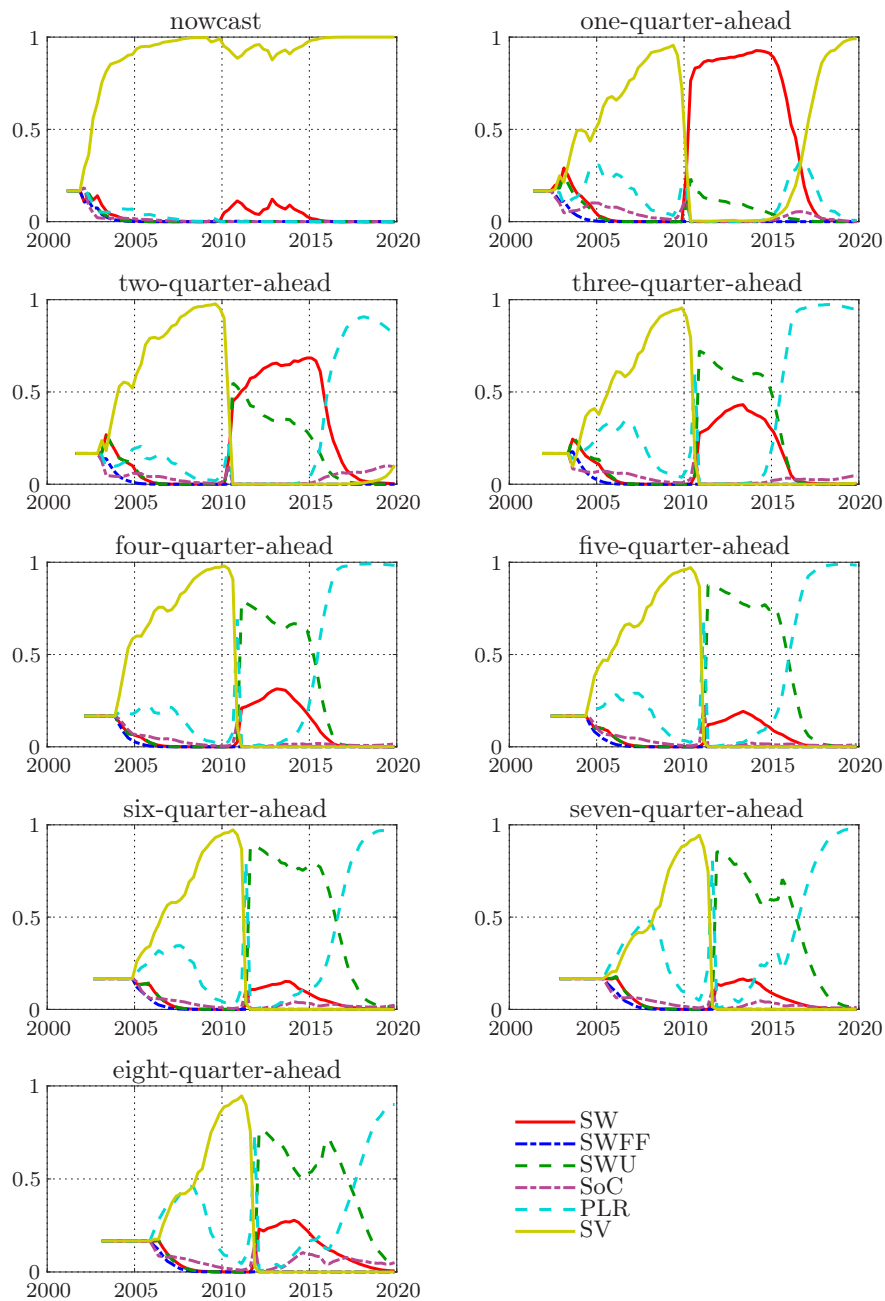 nowcast
1
0.5
0
2000 2005 2010 2015 2020
one-quarter-ahead
1
0.5
0
2000 2005 2010 2015 2020
two-quarter-ahead
1
0.5
0
2000 2005 2010 2015 2020
three-quarter-ahead
1
0.5
0
2000 2005 2010 2015 2020
four-quarter-ahead
1
0.5
0
2000 2005 2010 2015 2020
five-quarter-ahead
1
0.5
0
2000 2005 2010 2015 2020
six-quarter-ahead
1
0.5
0
2000 2005 2010 2015 2020
seven-quarter-ahead
1
0.5
0
2000 2005 2010 2015 2020
eight-quarter-ahead
1
0.5
0
2000 2005 2010 2015 2020
SW
SWFF
SWU
SoC
PLR
SV